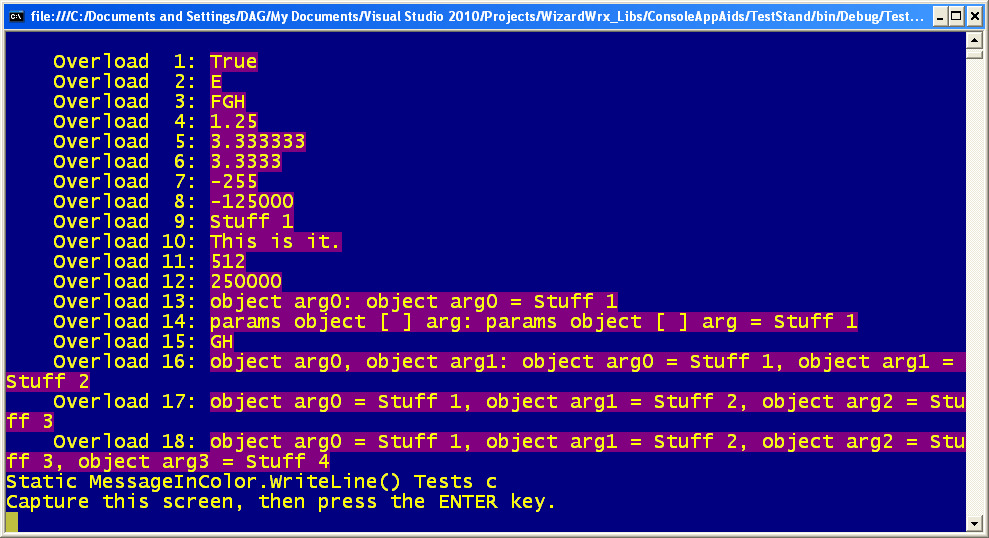 file:///C:/Documents and Settings/DAG/My Documents/Visual Studio 2010/Projects/WizardWrx_Libs/ConsoleAppAids/TestStand/bin/Debug/Test...
Overload  1: True
Overload  2: E
Overload  3: FGH
Overload  4: 1.25
Overload  5: 3.333333
Overload  6: 3.3333
Overload  7: -255
Overload  8: -125000
Overload  9: Stuff 1
Overload 10: This is it.
Overload 11: 512
Overload 12: 250000
Overload 13: object arg0: object arg0 = Stuff 1
Overload 14: params object [ ] arg: params object [ ] arg = Stuff 1
Overload 15: GH
Overload 16: object arg0, object arg1: object arg0 = Stuff 1, object arg1 =
Stuff 2
Overload 17: object arg0 = Stuff 1, object arg1 = Stuff 2, object arg2 = Stu
ff 3
Overload 18: object arg0 = Stuff 1, object arg1 = Stuff 2, object arg2 = Stu
ff 3, object arg3 = Stuff 4
Static MessageInColor.WriteLine() Tests c
Capture this screen, then press the ENTER key.